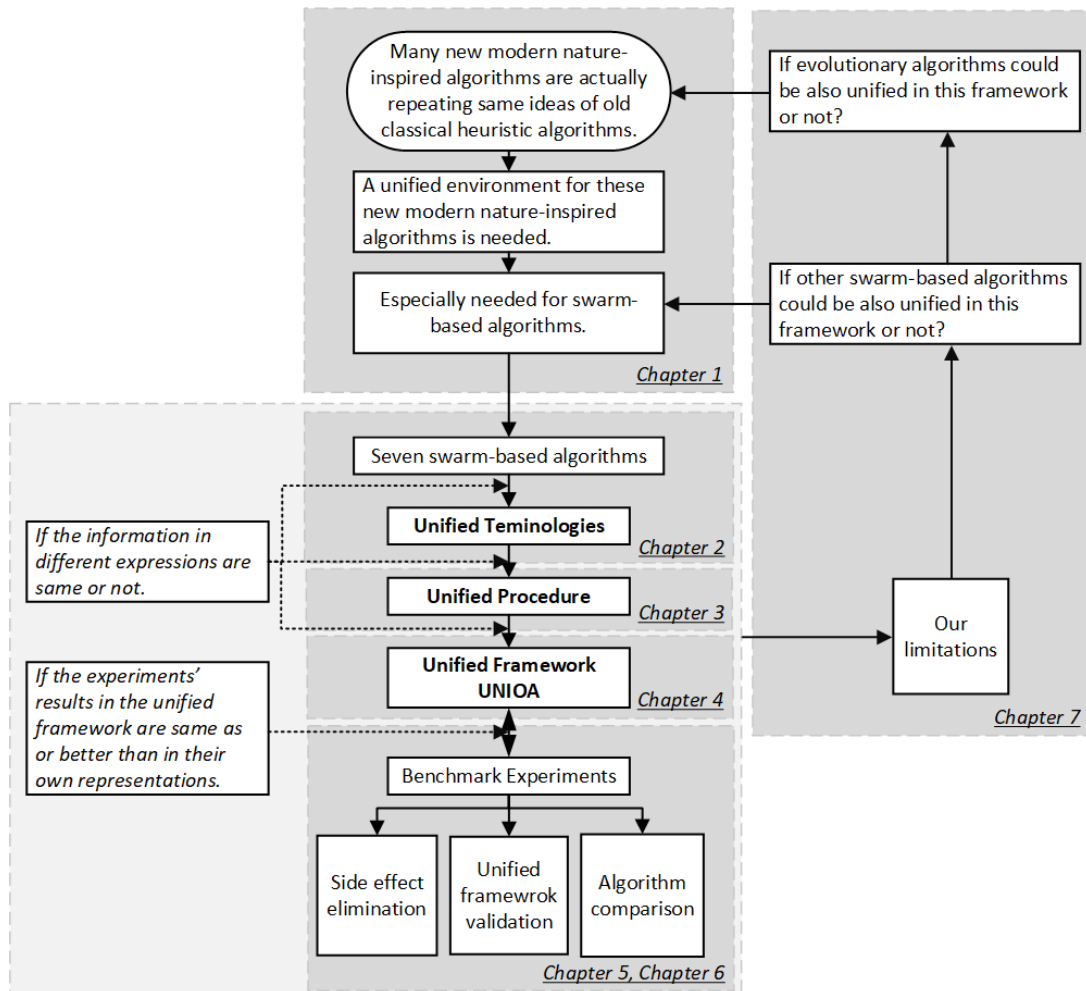 Many new modern nature-
inspired algorithms are actually
repeating same ideas of old
classical heuristic algorithms.
A unified environment for these
new modern nature-inspired
algorithms is needed.
Especially needed for swarm-
based algorithms.
Chapter 1
If evolutionary algorithms could
be also unified in this framework
or not?
If other swarm-based algorithms
could be also unified in this
framework or not?
Our
limitations
Chapter 7
Seven swarm-based algorithms
Unified Teminologies
Chapter 2
If the information in
different expressions are
same or not.
Unified Procedure
Chapter 3
Unified Framework
UNIOA
Chapter 4
If the experiments’
results in the unified
framework are same as
or better than in their
own representations.
Benchmark Experiments
Side effect
elimination
Unified
framewrok
validation
Algorithm
comparison
Chapter 5, Chapter 6